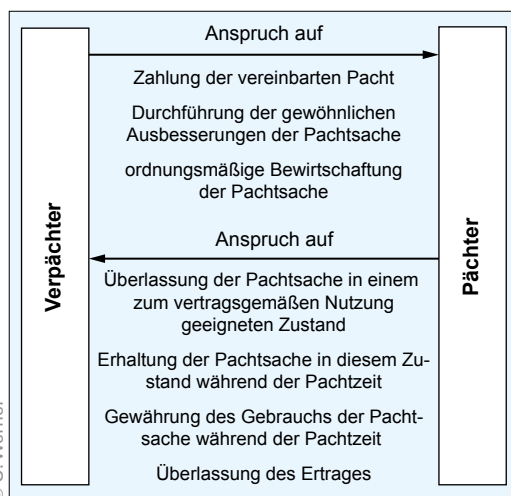 Anspruch auf
Zahlung der vereinbarten Pacht
Durchführung der gewöhnlichen
Ausbesserungen der Pachtsache
ordnungsmäßige Bewirtschaftung
der Pachtsache
Anspruch auf
Überlassung der Pachtsache in einem
zum vertragsgemäßen Nutzung
geeigneten Zustand
Erhaltung der Pachtsache in diesem Zu-
stand während der Pachtzeit
Gewährung des Gebrauchs der Pacht-
sache während der Pachtzeit
Überlassung des Ertrages
Verpächter
Pächter